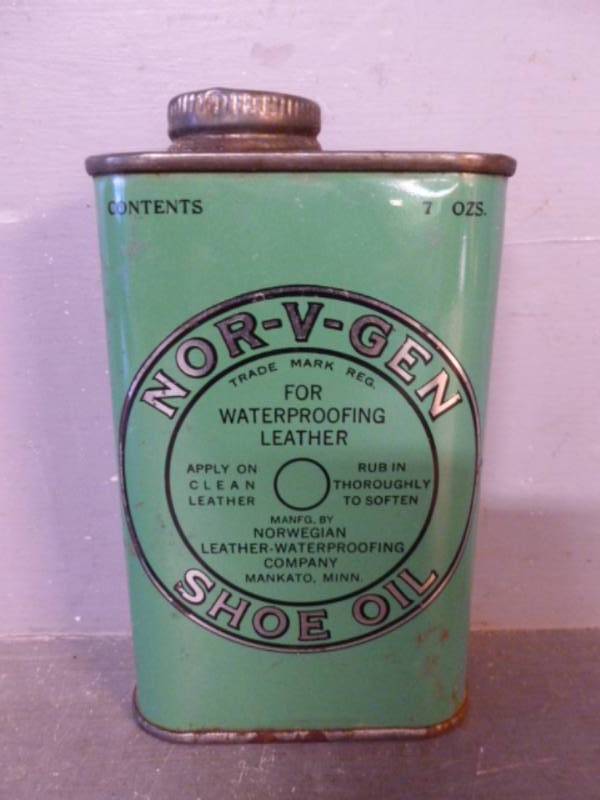 CONTENTS 7 OZS.
NOR-V-GEN
TRADE MARK REG.
FOR
WATERPROOFING
LEATHER
APPLY ON
CLEAN
LEATHER
RUB IN
THOROUGHLY
TO SOFTEN
MANFG. BY
NORWEGIAN
LEATHER-WATERPROOFING
COMPANY
MANKATO, MINN.
SHOE OIL